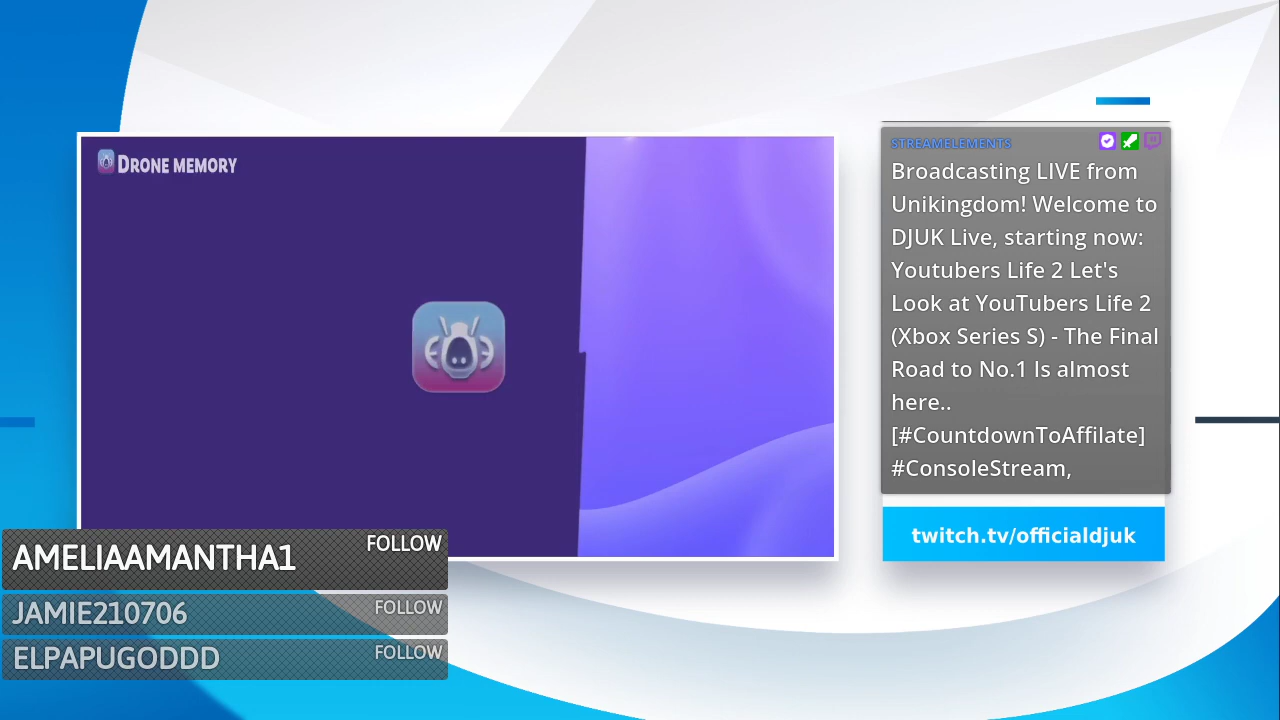 DRONE MEMORY
STREAMELEMENTS
Broadcasting LIVE from
Unikingdom! Welcome to
DJUK Live, starting now:
Youtubers Life 2 Let's
Look at YouTubers Life 2
(Xbox Series S) - The Final
Road to No.1 Is almost
here..
[#CountdownToAffilate]
#ConsoleStream,
twitch.tv/officialdjuk
AMELIAAMANTHA1 FOLLOW
JAMIE210706 FOLLOW
ELPAPUGODDD FOLLOW